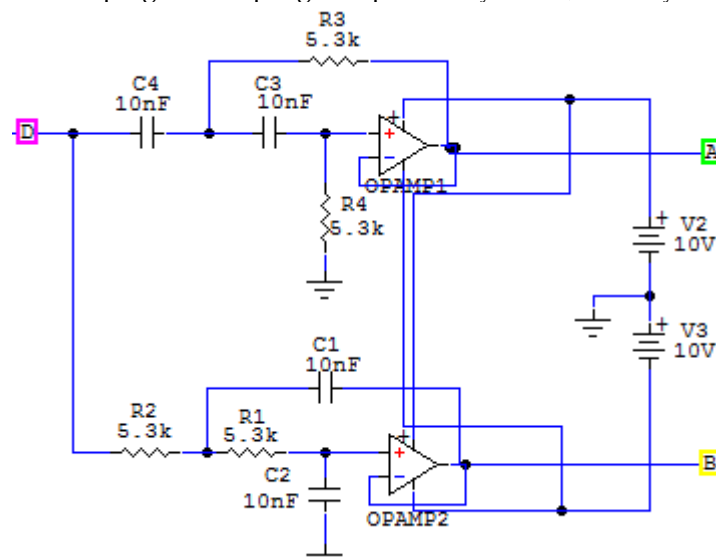 R3
5.3k
C4
10nF
C3
10nF
D
OPAMP1
A
R4
5.3k
V2
10V
V3
10V
C1
10nF
R2
5.3k
R1
5.3k
C2
10nF
OPAMP2
B